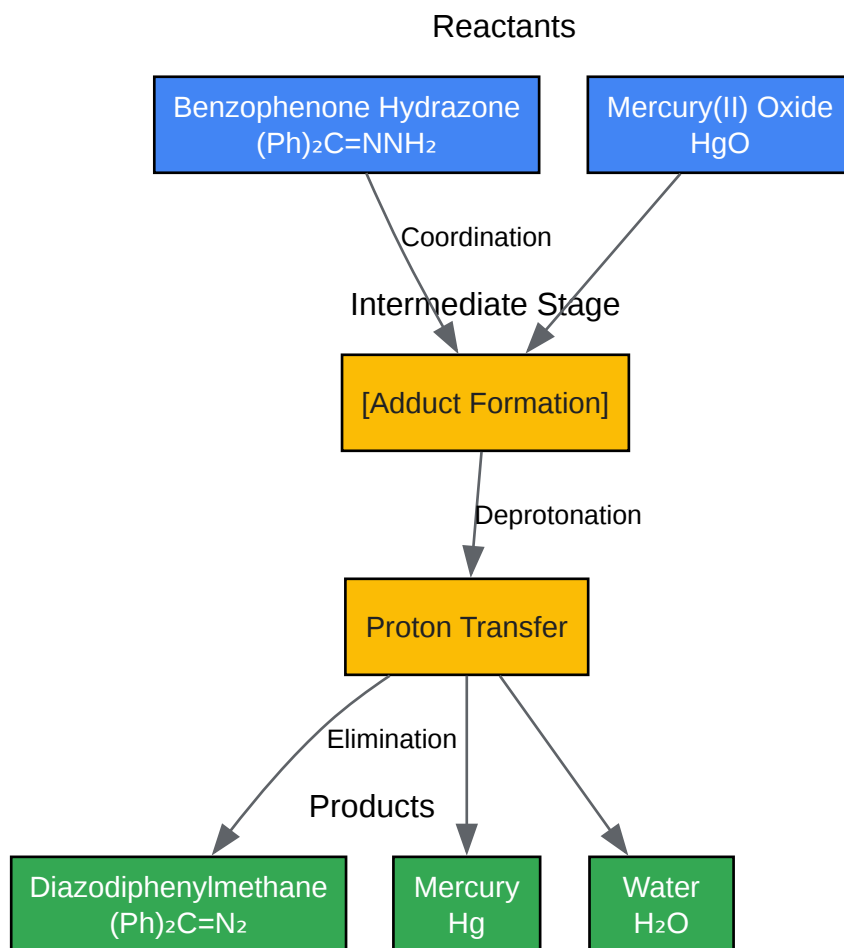 Reactants
Benzophenone Hydrazone
(Ph)₂C=NNH₂
Mercury(II) Oxide
HgO
Coordination
Intermediate Stage
[Adduct Formation]
Deprotonation
Proton Transfer
Elimination
Products
Diazodiphenylmethane
(Ph)₂C=N₂
Mercury
Hg
Water
H₂O